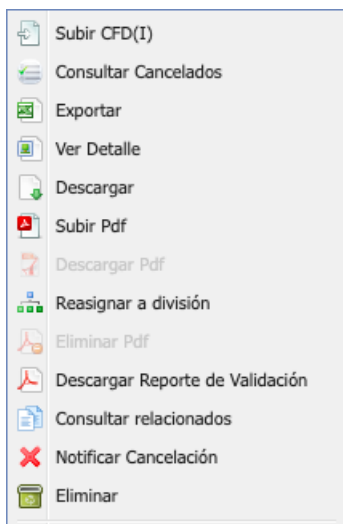 Subir CFD(I)
Consultar Cancelados
Exportar
Ver Detalle
Descargar
Subir Pdf
Descargar Pdf
Reasignar a división
Eliminar Pdf
Descargar Reporte de Validación
Consultar relacionados
Notificar Cancelación
Eliminar